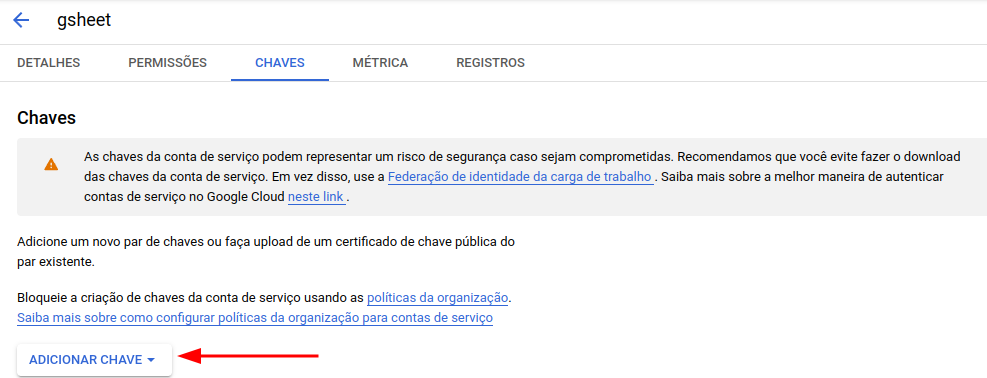 gsheet
DETALHES PERMISSÕES CHAVES MÉTRICA REGISTROS
Chaves
As chaves da conta de serviço podem representar um risco de segurança caso sejam comprometidas. Recomendamos que você evite fazer o download
das chaves da conta de serviço. Em vez disso, use a Federação de identidade da carga de trabalho . Saiba mais sobre a melhor maneira de autenticar
contas de serviço no Google Cloud neste link .
Adicione um novo par de chaves ou faça upload de um certificado de chave pública do
par existente.
Bloqueie a criação de chaves da conta de serviço usando as políticas da organização.
Saiba mais sobre como configurar políticas da organização para contas de serviço
ADICIONAR CHAVE